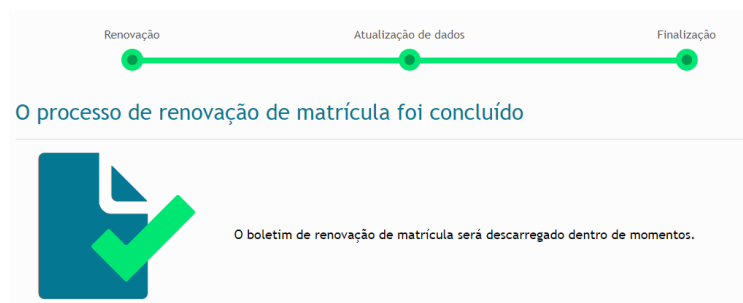 Renovação
Atualização de dados
Finalização
O processo de renovação de matrícula foi concluído
O boletim de renovação de matrícula será descarregado dentro de momentos.